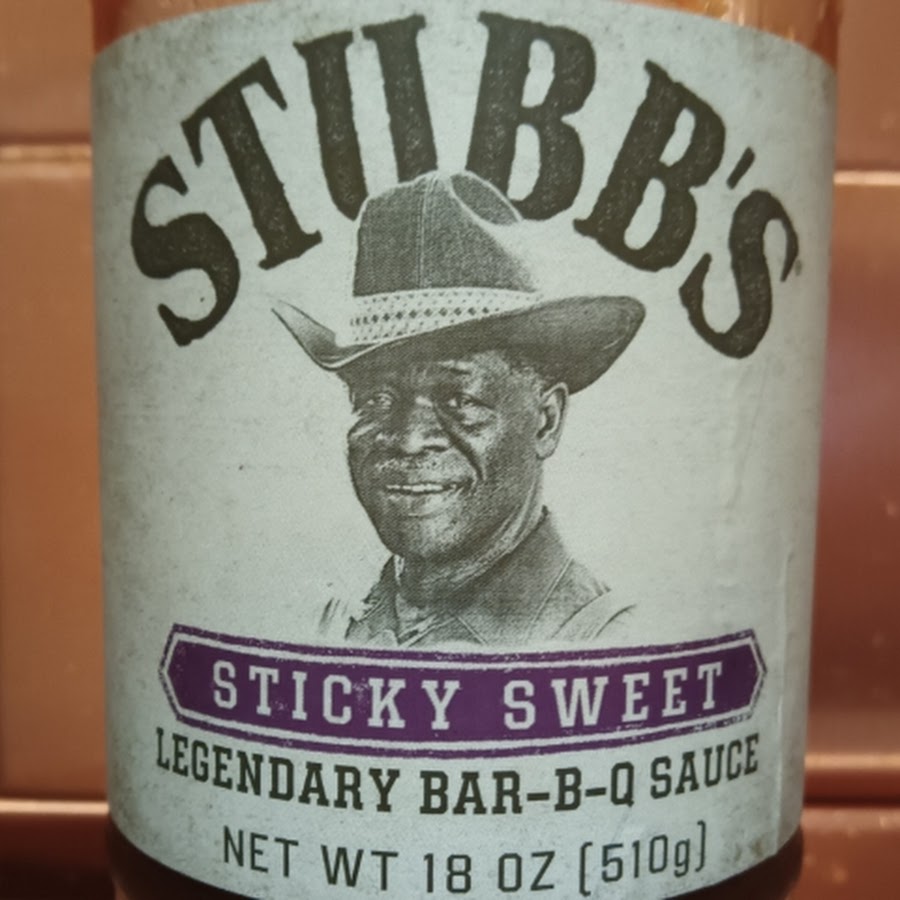 STUBB'S
STICKY SWEET
LEGENDARY BAR-B-Q SAUCE
NET WT 18 OZ (510g)